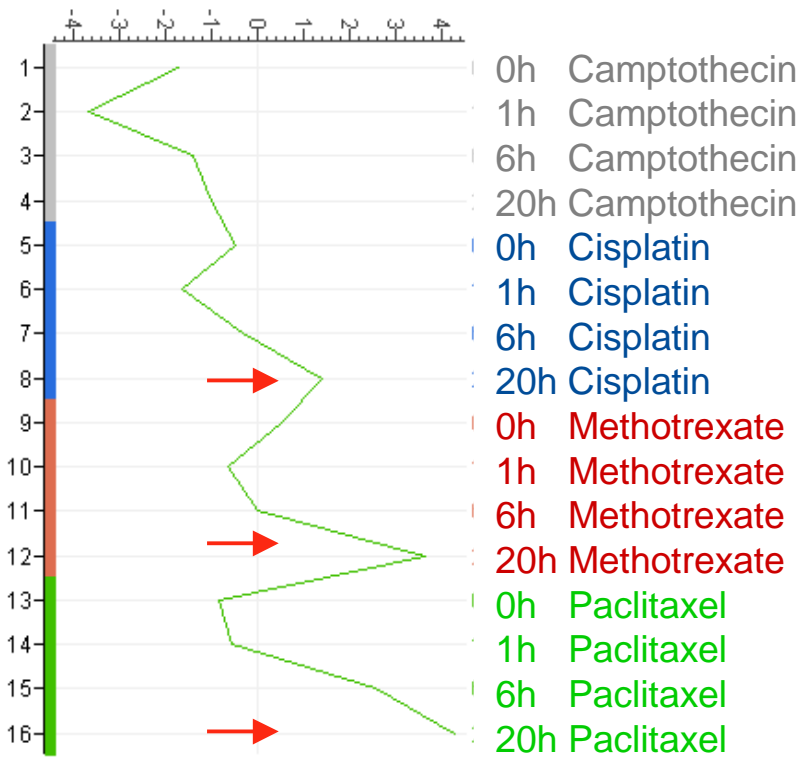 -4 -3 -2 -1 0 1 2 3 4
1 0h Camptothecin
2 1h Camptothecin
3 6h Camptothecin
4 20h Camptothecin
5 0h Cisplatin
6 1h Cisplatin
7 6h Cisplatin
8 20h Cisplatin
9 0h Methotrexate
10 1h Methotrexate
11 6h Methotrexate
12 20h Methotrexate
13 0h Paclitaxel
14 1h Paclitaxel
15 6h Paclitaxel
16 20h Paclitaxel